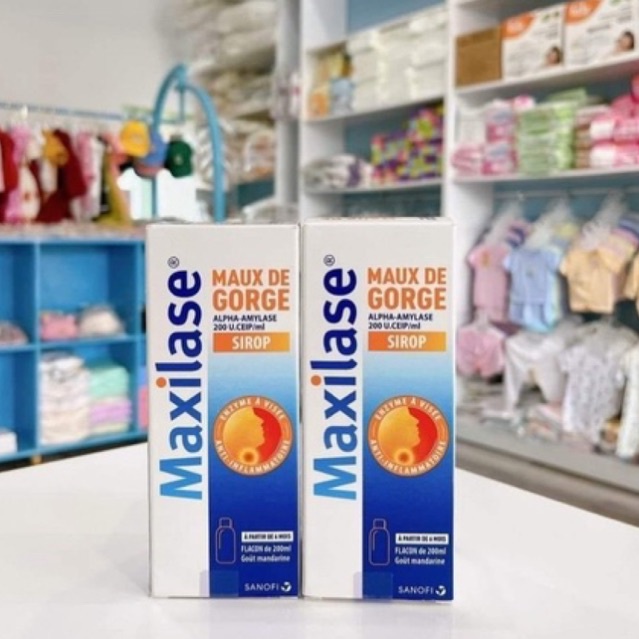 Maxilase®
MAUX DE
GORGE
ALPHA-AMYLASE
200 U.CEIP/ml
SIROP
ENZYME À VISÉE
ANTI-INFLAMMATOIRE
À PARTIR DE 6 MOIS
FLACON de 200ml
Goût mandarine
SANOFI
Maxilase®
MAUX DE
GORGE
ALPHA-AMYLASE
200 U.CEIP/ml
SIROP
ENZYME À VISÉE
ANTI-INFLAMMATOIRE
À PARTIR DE 6 MOIS
FLACON de 200ml
Goût mandarine
SANOFI